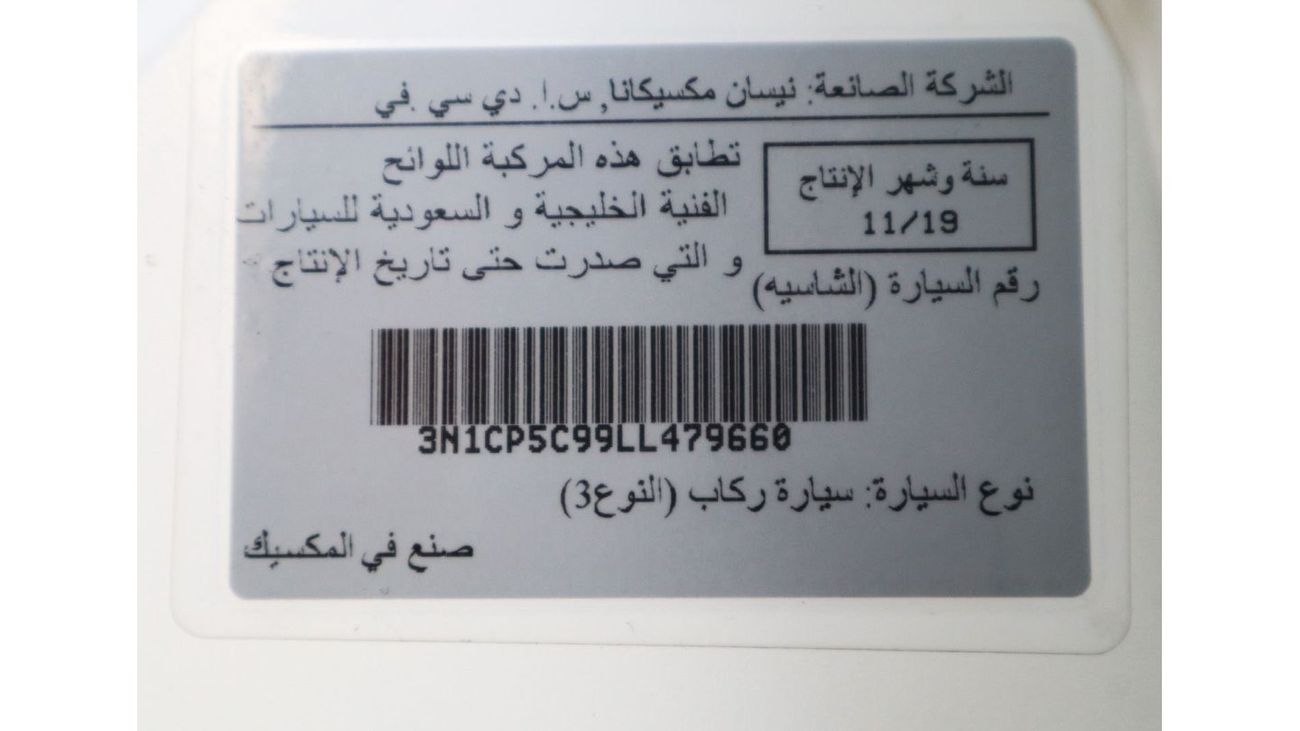 الشركة الصانعة: نيسان مكسيكانا, س.ا. دي سي .في
سنة وشهر الإنتاج
11/19
تطابق هذه المركبة اللوائح
الفنية الخليجية و السعودية للسيارات
و التي صدرت حتى تاريخ الإنتاج
رقم السيارة (الشاسيه)
3N1CP5C99LL479660
نوع السيارة: سيارة ركاب (النوع3)
صنع في المكسيك